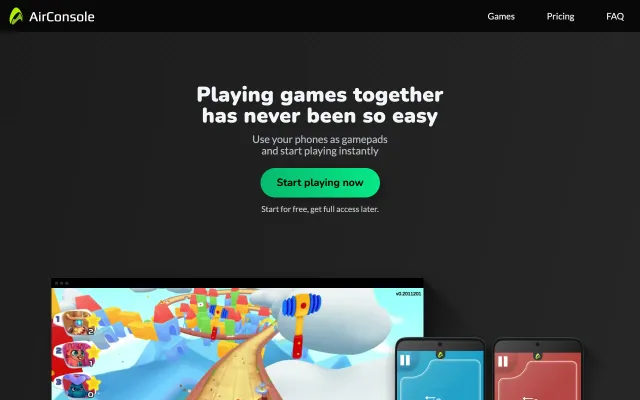 AirConsole
Games
Pricing
FAQ
Playing games together
has never been so easy
Use your phones as gamepads
and start playing instantly
Start playing now
Start for free, get full access later.
v0.2011201
1
2
2
1
3
0